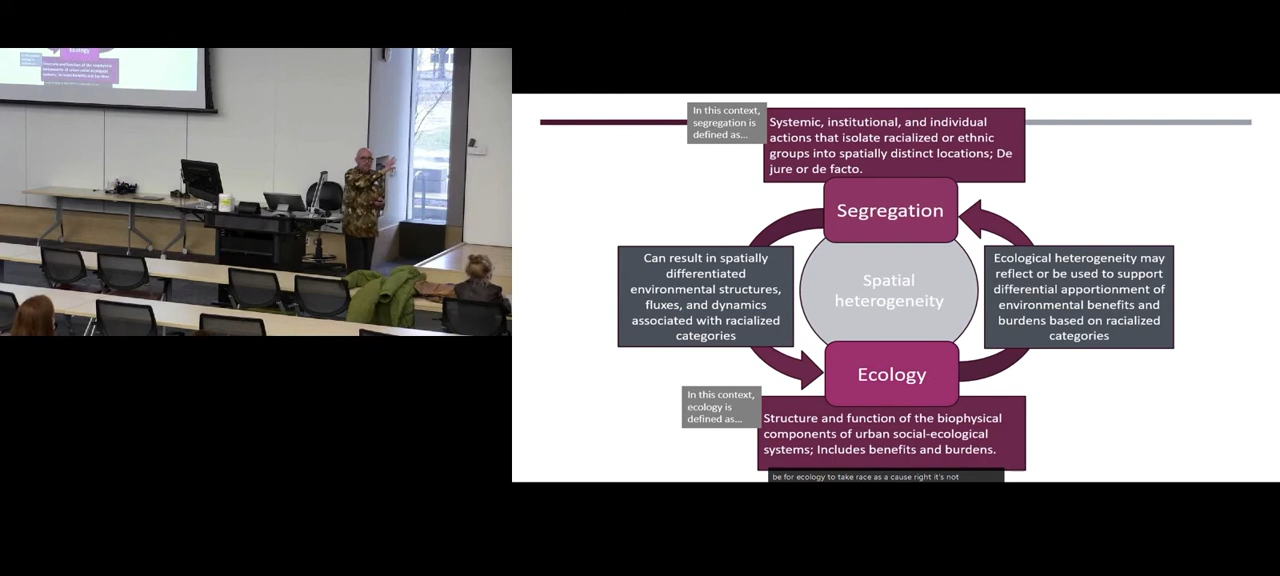 In this context,
segregation is
defined as...
Systemic, institutional, and individual
actions that isolate racialized or ethnic
groups into spatially distinct locations; De
jure or de facto.
Segregation
Can result in spatially
differentiated
environmental structures,
fluxes, and dynamics
associated with racialized
categories
Spatial
heterogeneity
Ecological heterogeneity may
reflect or be used to support
differential apportionment of
environmental benefits and
burdens based on racialized
categories
Ecology
In this context,
ecology is
defined as...
Structure and function of the biophysical
components of urban social-ecological
systems; Includes benefits and burdens.
be for ecology to take race as a cause right it's not
Ecology